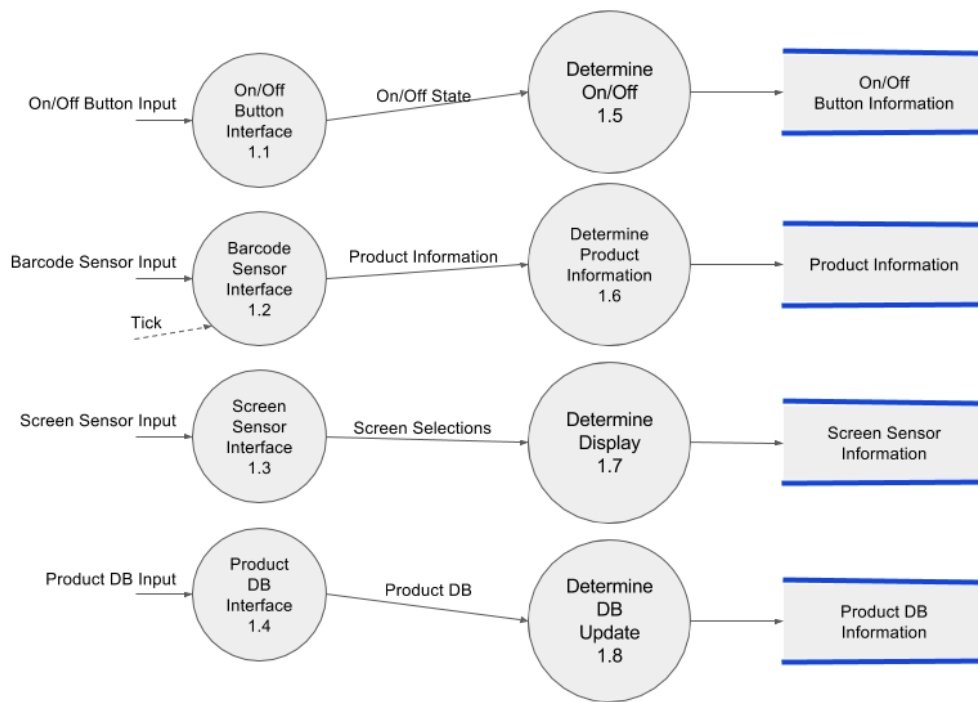 On/Off Button Input
On/Off
Button
Interface
1.1
On/Off State
Determine
On/Off
1.5
On/Off
Button Information
Barcode Sensor Input
Tick
Barcode
Sensor
Interface
1.2
Product Information
Determine
Product
Information
1.6
Product Information
Screen Sensor Input
Screen
Sensor
Interface
1.3
Screen Selections
Determine
Display
1.7
Screen Sensor
Information
Product DB Input
Product
DB
Interface
1.4
Product DB
Determine
DB
Update
1.8
Product DB
Information